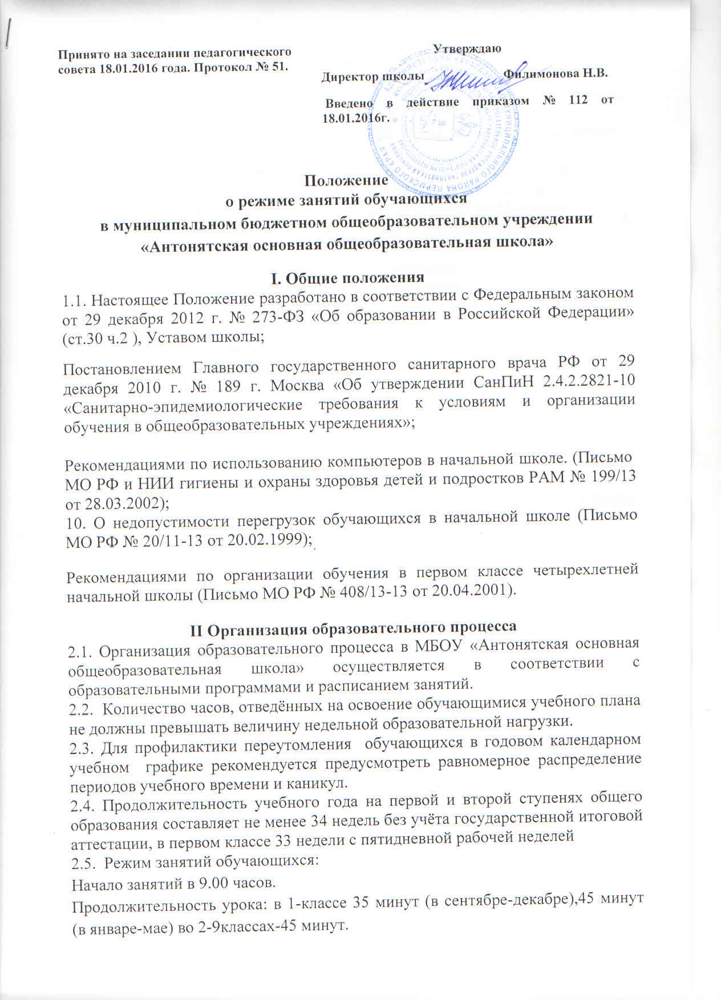 Принято на заседании педагогического
совета 18.01.2016 года. Протокол № 51.
Утверждаю
Директор школы Филимонова Н.В.
Введено в действие приказом № 112 от
18.01.2016г.
Положение
о режиме занятий обучающихся
в муниципальном бюджетном общеобразовательном учреждении
«Антонятская основная общеобразовательная школа»
I. Общие положения
1.1. Настоящее Положение разработано в соответствии с Федеральным законом
от 29 декабря 2012 г. № 273-ФЗ «Об образовании в Российской Федерации»
(ст.30 ч.2 ), Уставом школы;
Постановлением Главного государственного санитарного врача РФ от 29
декабря 2010 г. № 189 г. Москва «Об утверждении СанПиН 2.4.2.2821-10
«Санитарно-эпидемиологические требования к условиям и организации
обучения в общеобразовательных учреждениях»;
Рекомендациями по использованию компьютеров в начальной школе. (Письмо
МО РФ и НИИ гигиены и охраны здоровья детей и подростков РАМ № 199/13
от 28.03.2002);
10. О недопустимости перегрузок обучающихся в начальной школе (Письмо
МО РФ № 20/11-13 от 20.02.1999);
Рекомендациями по организации обучения в первом классе четырехлетней
начальной школы (Письмо МО РФ № 408/13-13 от 20.04.2001).
II Организация образовательного процесса
2.1. Организация образовательного процесса в МБОУ «Антонятская основная
общеобразовательная школа» осуществляется в соответствии с
образовательными программами и расписанием занятий.
2.2. Количество часов, отведённых на освоение обучающимися учебного плана
не должны превышать величину недельной образовательной нагрузки.
2.3. Для профилактики переутомления обучающихся в годовом календарном
учебном графике рекомендуется предусмотреть равномерное распределение
периодов учебного времени и каникул.
2.4. Продолжительность учебного года на первой и второй ступенях общего
образования составляет не менее 34 недель без учёта государственной итоговой
аттестации, в первом классе 33 недели с пятидневной рабочей неделей
2.5. Режим занятий обучающихся:
Начало занятий в 9.00 часов.
Продолжительность урока: в 1-классе 35 минут (в сентябре-декабре),45 минут
(в январе-мае) во 2-9классах-45 минут.